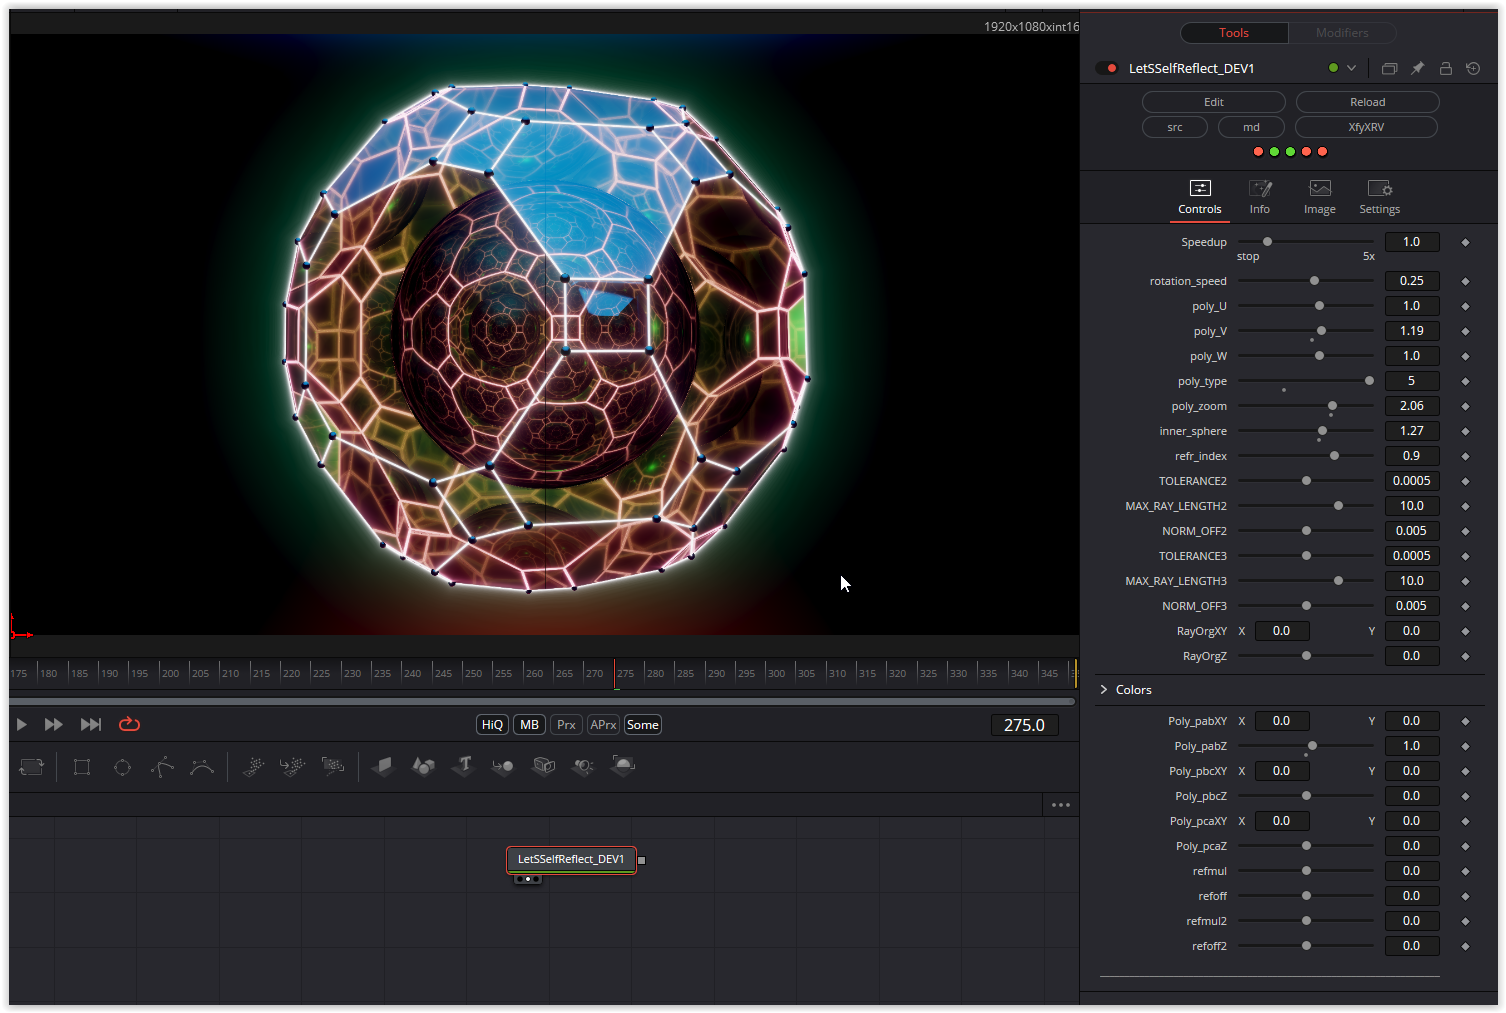 1920x1080xint16
Tools Modifiers
LetSSelfReflect_DEV1
Edit Reload
src md XfyXRV
Controls Info Image Settings
Speedup 1.0
stop 5x
rotation_speed 0.25
poly_U 1.0
poly_V 1.19
poly_W 1.0
poly_type 5
poly_zoom 2.06
inner_sphere 1.27
refr_index 0.9
TOLERANCE2 0.0005
MAX_RAY_LENGTH2 10.0
NORM_OFF2 0.005
TOLERANCE3 0.0005
MAX_RAY_LENGTH3 10.0
NORM_OFF3 0.005
RayOrgXY X 0.0 Y 0.0
RayOrgZ 0.0
Colors
Poly_pabXY X 0.0 Y 0.0
Poly_pabZ 1.0
Poly_pbcXY X 0.0 Y 0.0
Poly_pbcZ 0.0
Poly_pcaXY X 0.0 Y 0.0
Poly_pcaZ 0.0
refmul 0.0
refoff 0.0
refmul2 0.0
refoff2 0.0
175 180 185 190 195 200 205 210 215 220 225 230 235 240 245 250 255 260 265 270 275 280 285 290 295 300 305 310 315 320 325 330 335 340 345
HiQ MB Prx APrx Some 275.0
LetSSelfReflect_DEV1